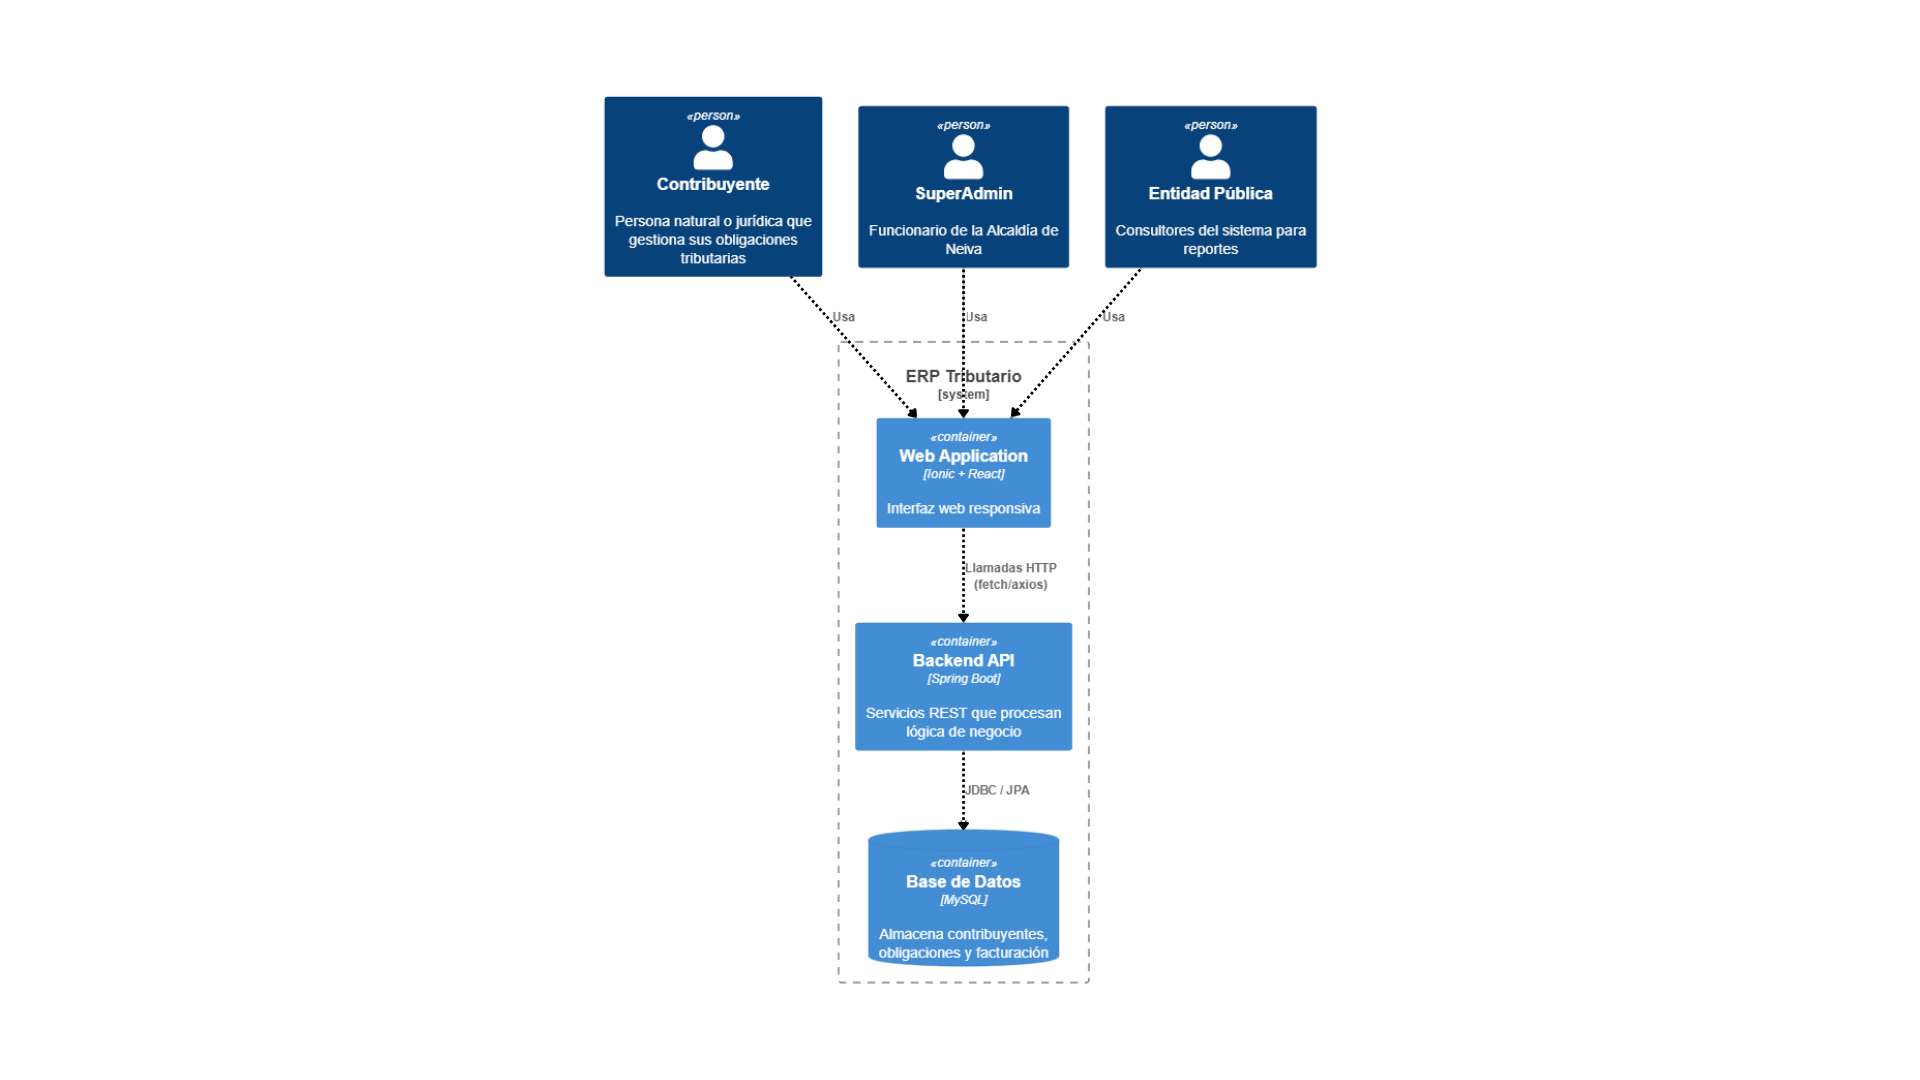 «person»
Contribuyente
Persona natural o jurídica que
gestiona sus obligaciones
tributarias
«person»
SuperAdmin
Funcionario de la Alcaldía de
Neiva
«person»
Entidad Pública
Consultores del sistema para
reportes
Usa
Usa
Usa
ERP Tributario
[system]
«container»
Web Application
[Ionic + React]
Interfaz web responsiva
Llamadas HTTP
(fetch/axios)
«container»
Backend API
[Spring Boot]
Servicios REST que procesan
lógica de negocio
JDBC / JPA
«container»
Base de Datos
[MySQL]
Almacena contribuyentes,
obligaciones y facturación